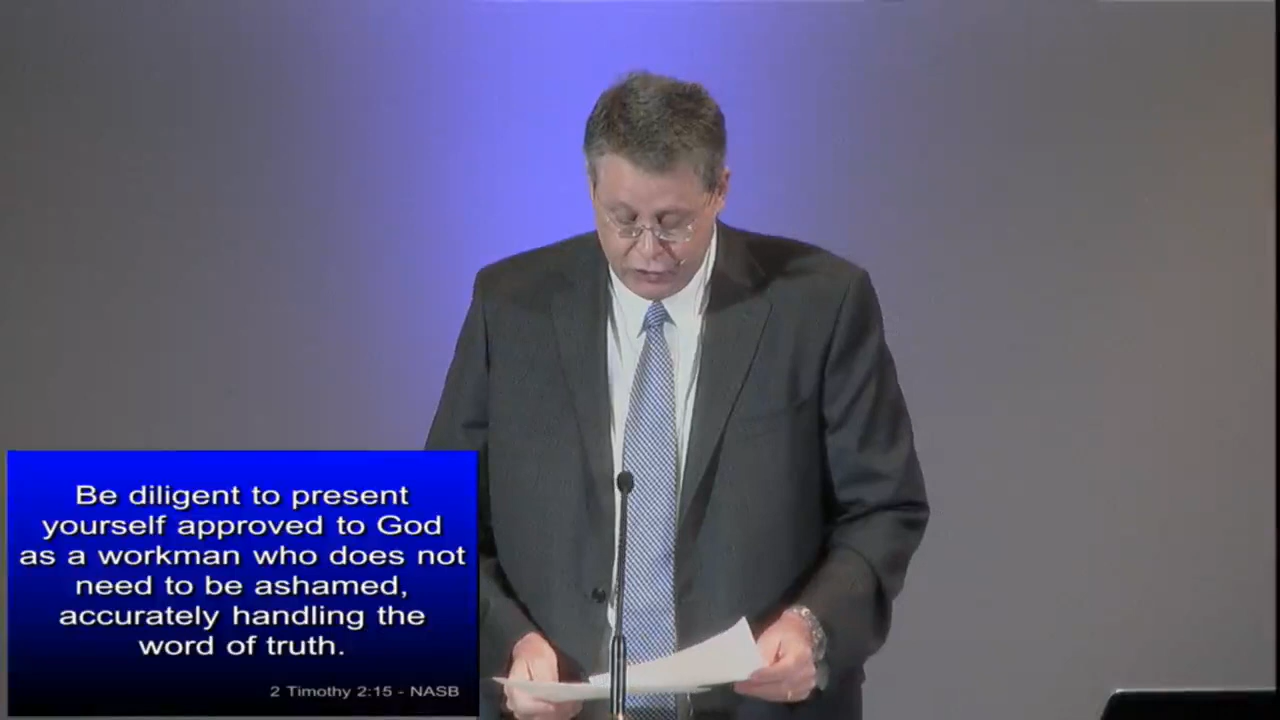 Be diligent to present
yourself approved to God
as a workman who does not
need to be ashamed,
accurately handling the
word of truth.
2 Timothy 2:15 - NASB